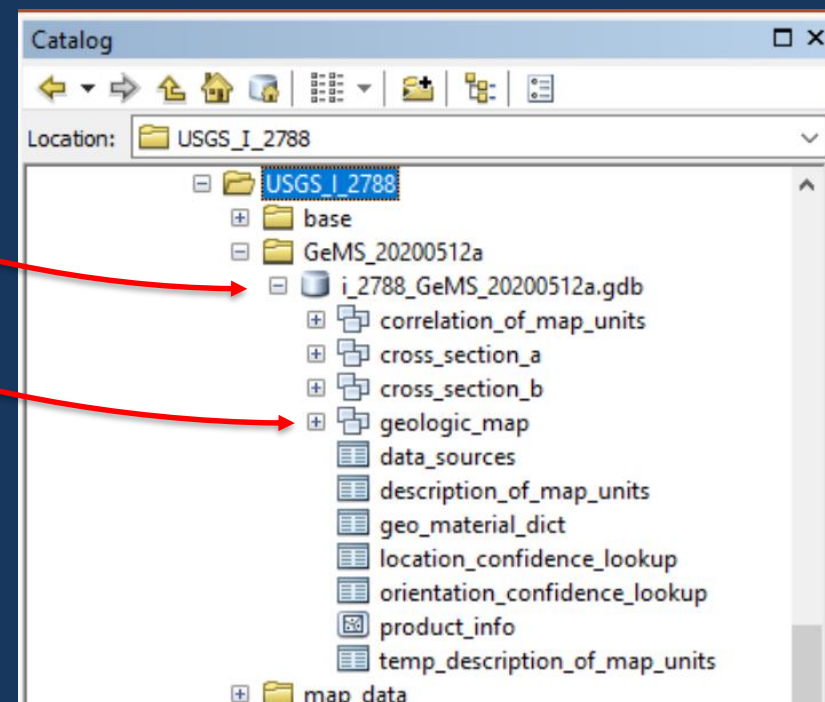 Catalog
Location: USGS_I_2788
USGS_I_2788
base
GeMS_20200512a
i_2788_GeMS_20200512a.gdb
correlation_of_map_units
cross_section_a
cross_section_b
geologic_map
data_sources
description_of_map_units
geo_material_dict
location_confidence_lookup
orientation_confidence_lookup
product_info
temp_description_of_map_units
map_data